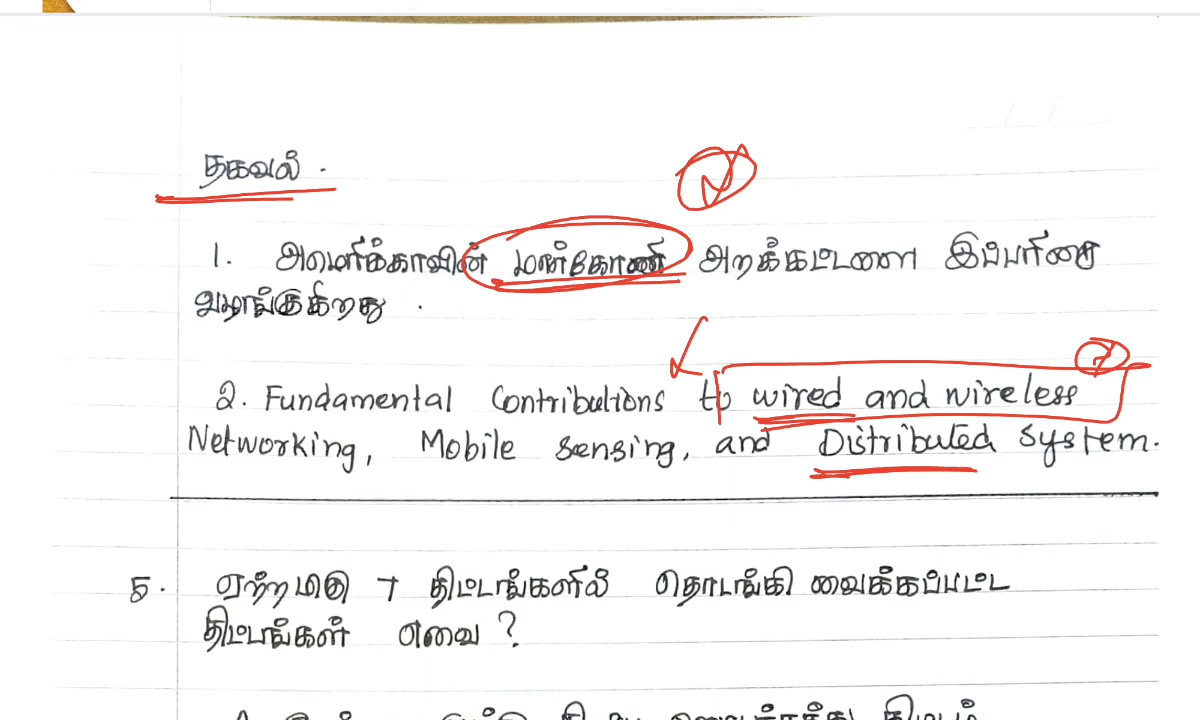 தகவல்.
1. அமெரிக்காவின் மார்கோனி அறக்கட்டளை இப்பரிசை
வழங்குகிறது.
2. Fundamental Contributions to wired and wireless
Networking, Mobile sensing, and Distributed system.
5. ஏற்றமிகு 7 திட்டங்களில் தொடங்கி வைக்கப்பட்ட
திட்டங்கள் எவை?